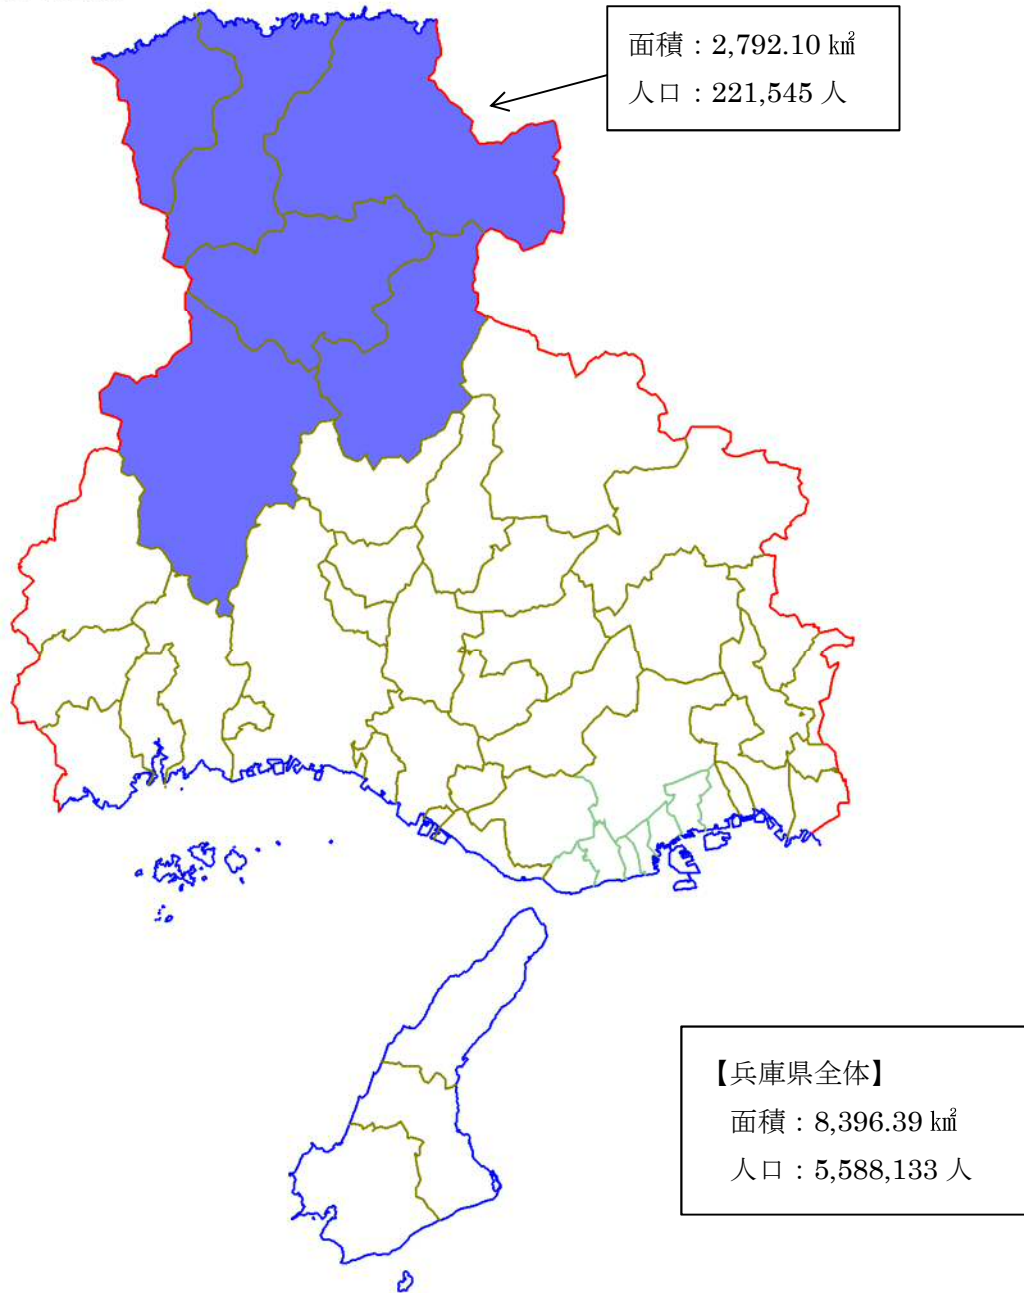 面積：2,792.10 ㎢
人口：221,545 人
【兵庫県全体】
面積：8,396.39 ㎢
人口：5,588,133 人